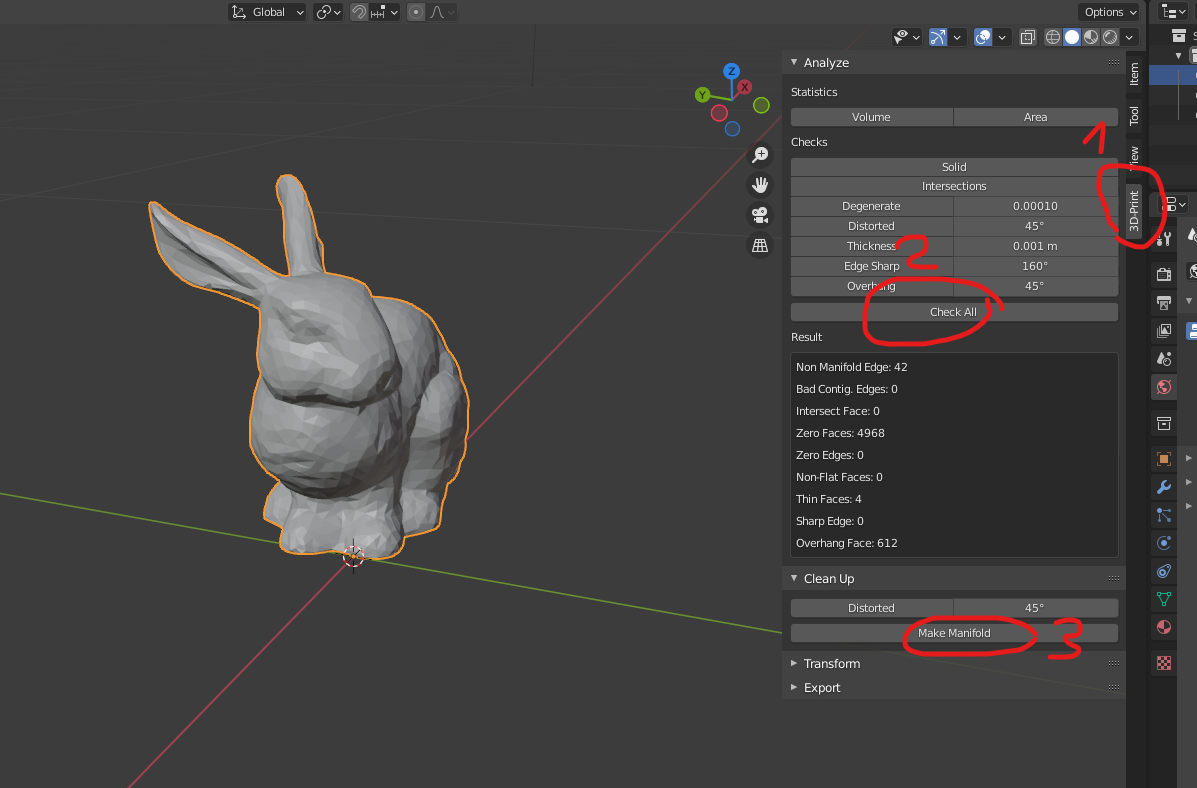 Global
Options
Z
X
Y
Analyze
Statistics
Volume Area
Checks
Solid
Intersections
Degenerate 0.00010
Distorted 45°
Thickness 0.001 m
Edge Sharp 160°
Overhang 45°
Check All
Result
Non Manifold Edge: 42
Bad Contig. Edges: 0
Intersect Face: 0
Zero Faces: 4968
Zero Edges: 0
Non-Flat Faces: 0
Thin Faces: 4
Sharp Edge: 0
Overhang Face: 612
Clean Up
Distorted 45°
Make Manifold
Transform
Export
Item
Tool
View
3D-Print
1
2
3